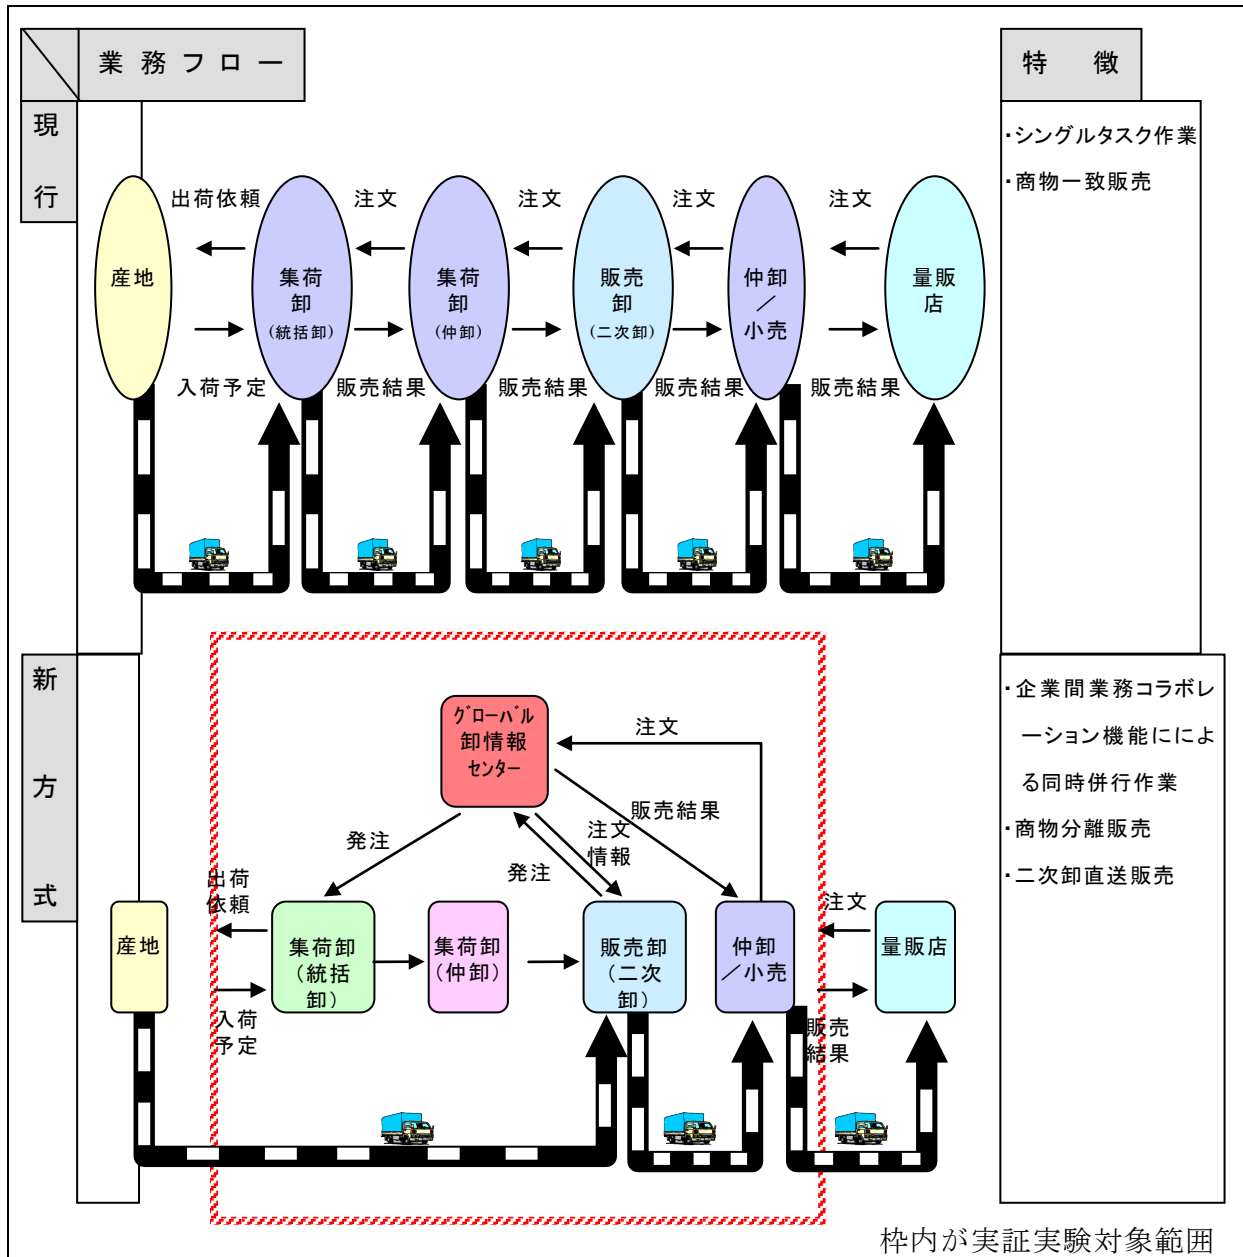 業務フロー
特 徴
現
行
・シングルタスク作業
・商物一致販売
出荷依頼
注文
注文
注文
注文
産地
集荷
卸
(統括卸)
集荷
卸
(仲卸)
販売
卸
(二次卸)
仲卸
／
小売
量販
店
入荷予定
販売結果
販売結果
販売結果
販売結果
新
方
式
・企業間業務コラボレ
ーション機能にによ
る同時併行作業
・商物分離販売
・二次卸直送販売
グローバル
卸情報
センター
注文
販売結果
発注
注文
情報
発注
出荷
依頼
注文
産地
集荷卸
(統括
卸)
集荷卸
(仲卸)
販売卸
(二次
卸)
仲卸
／小売
量販店
入荷
予定
販売
結果
枠内が実証実験対象範囲